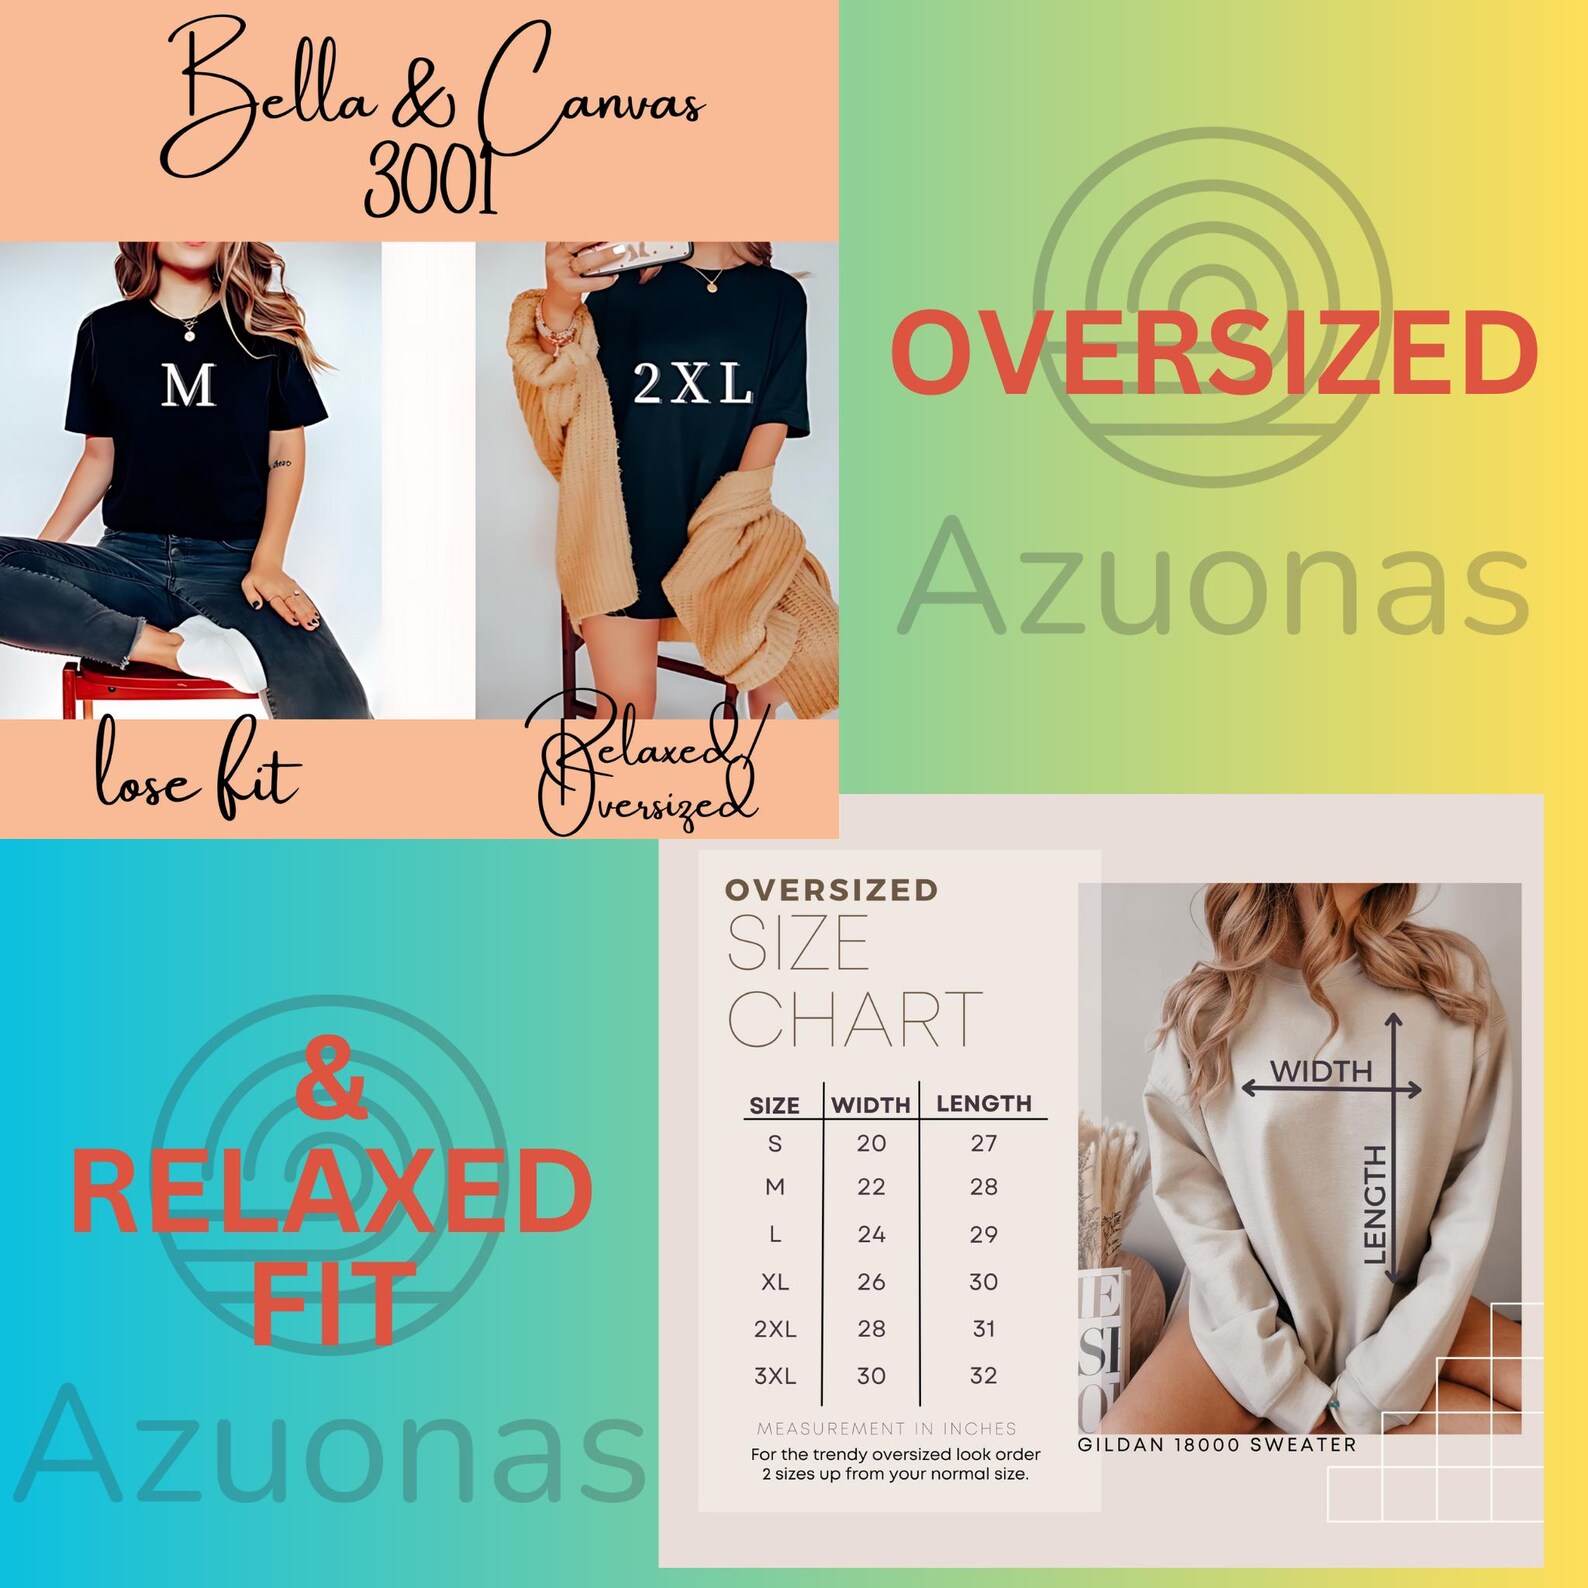 Bella & Canvas
3001
M
2XL
lose fit
Relaxed/
Oversized
OVERSIZED
Azuonas
&
RELAXED
FIT
Azuonas
OVERSIZED
SIZE
CHART
SIZE WIDTH LENGTH
S 20 27
M 22 28
L 24 29
XL 26 30
2XL 28 31
3XL 30 32
MEASUREMENT IN INCHES
For the trendy oversized look order
2 sizes up from your normal size.
WIDTH
LENGTH
GILDAN 18000 SWEATER